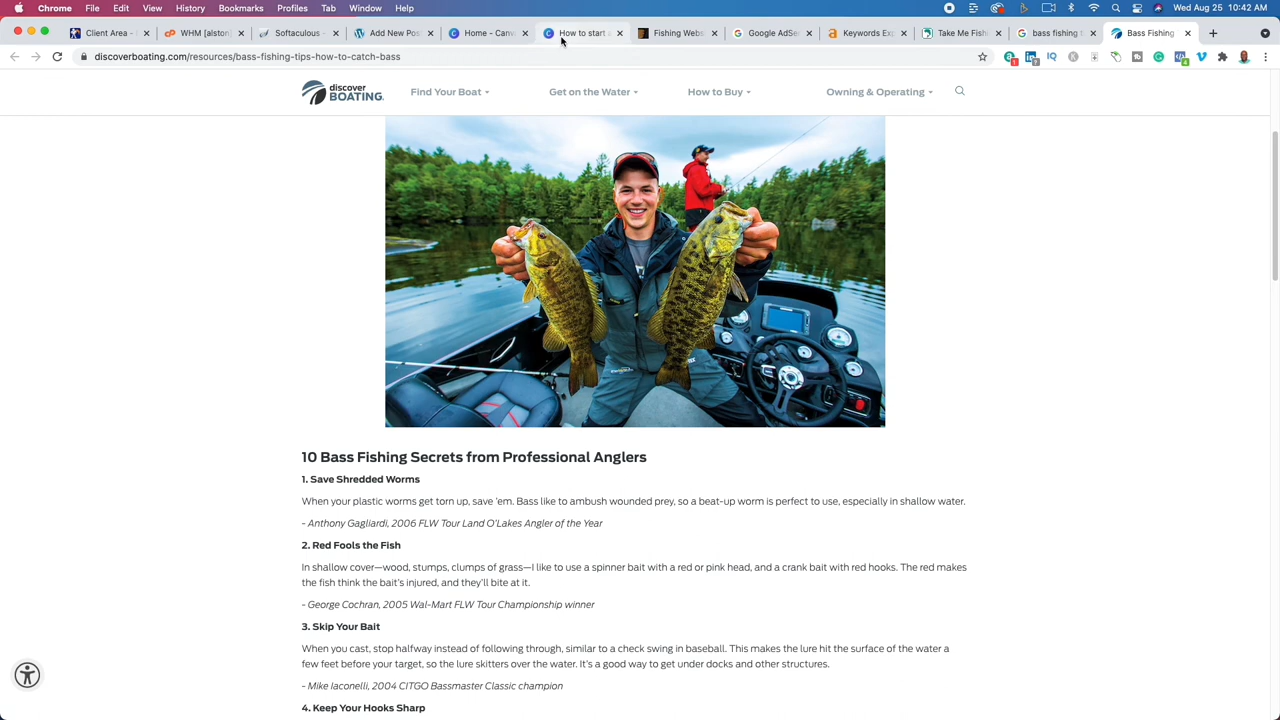 Chrome File Edit View History Bookmarks Profiles Tab Window Help Wed Aug 25 10:42 AM
Client Area - WHM [alston Softaculous - Add New Pos Home - Canv How to start a Fishing Webs Google AdSe Keywords Exp Take Me Fish bass fishing t Bass Fishing
discoverboating.com/resources/bass-fishing-tips-how-to-catch-bass
discover
BOATING.
Find Your Boat Get on the Water How to Buy Owning & Operating
10 Bass Fishing Secrets from Professional Anglers
1. Save Shredded Worms
When your plastic worms get torn up, save 'em. Bass like to ambush wounded prey, so a beat-up worm is perfect to use, especially in shallow water.
- Anthony Gagliardi, 2006 FLW Tour Land O'Lakes Angler of the Year
2. Red Fools the Fish
In shallow cover—wood, stumps, clumps of grass—I like to use a spinner bait with a red or pink head, and a crank bait with red hooks. The red makes
the fish think the bait's injured, and they'll bite at it.
- George Cochran, 2005 Wal-Mart FLW Tour Championship winner
3. Skip Your Bait
When you cast, stop halfway instead of following through, similar to a check swing in baseball. This makes the lure hit the surface of the water a
few feet before your target, so the lure skitters over the water. It's a good way to get under docks and other structures.
- Mike Iaconelli, 2004 CITGO Bassmaster Classic champion
4. Keep Your Hooks Sharp